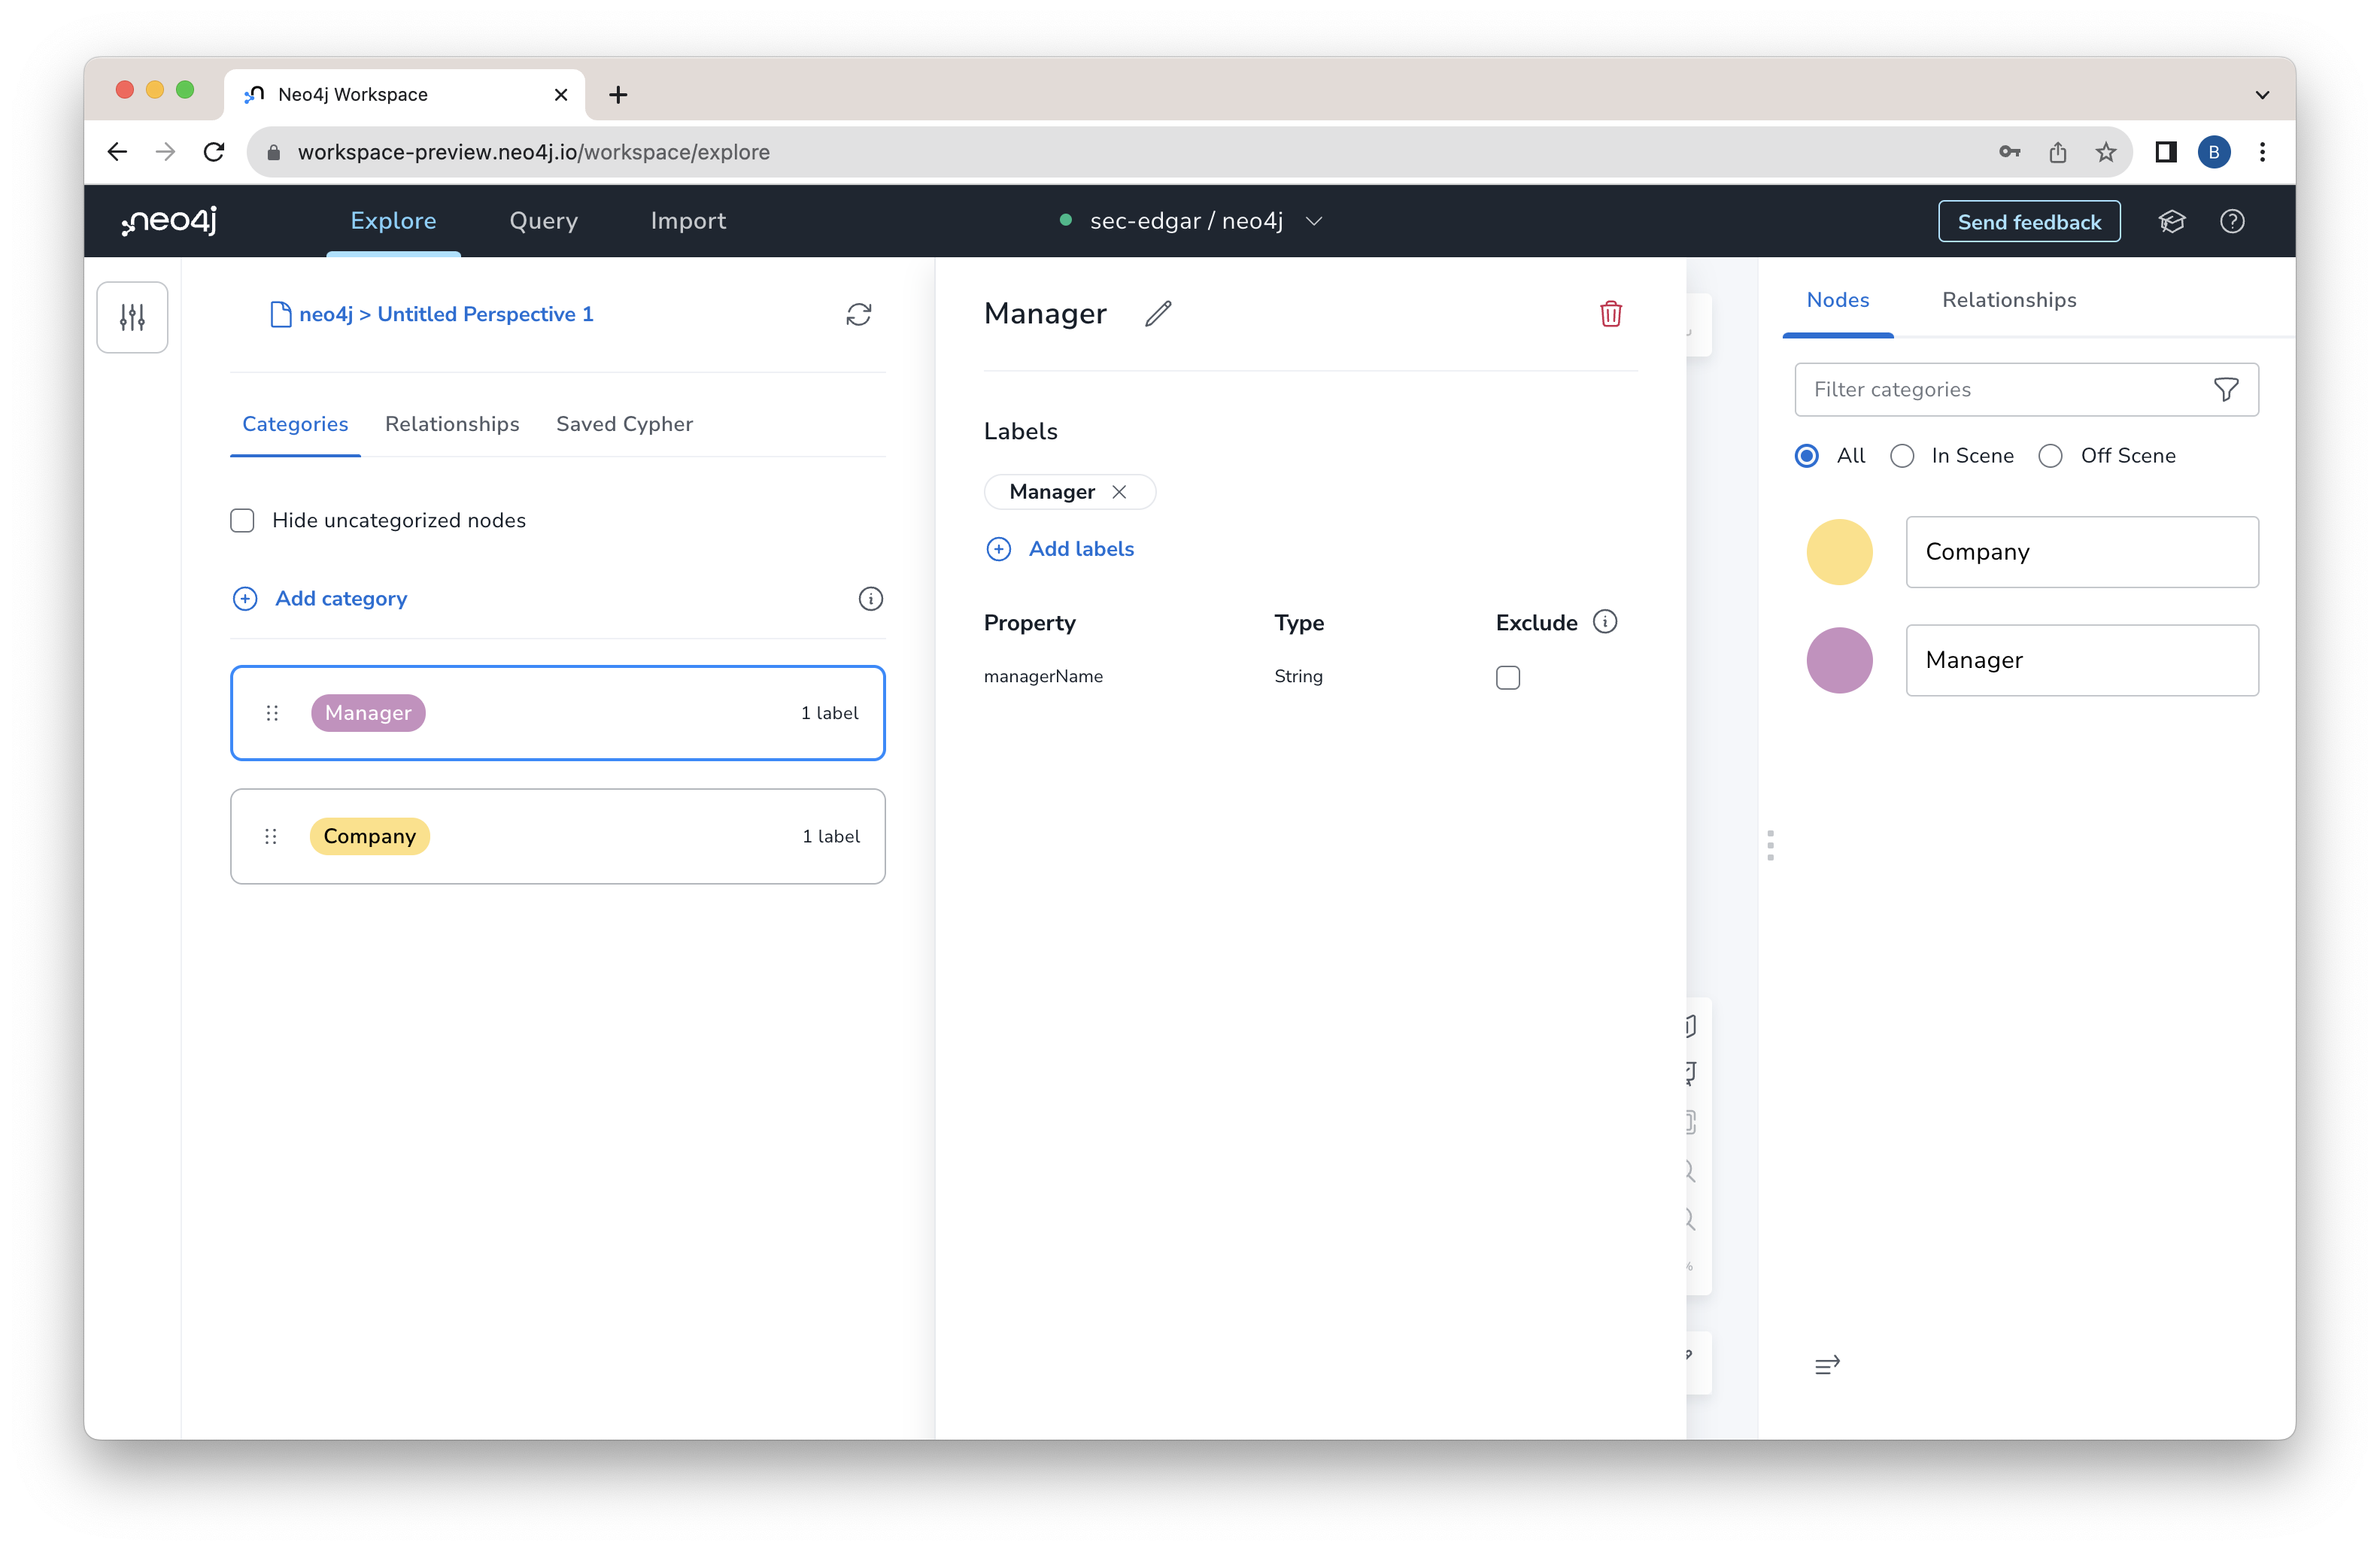 Neo4j Workspace
workspace-preview.neo4j.io/workspace/explore
B
neo4j
Explore
Query
Import
sec-edgar / neo4j
Send feedback
neo4j > Untitled Perspective 1
Categories
Relationships
Saved Cypher
Hide uncategorized nodes
Add category
Manager
1 label
Company
1 label
Manager
Labels
Manager
Add labels
Property
Type
Exclude
managerName
String
%
Nodes
Relationships
Filter categories
All
In Scene
Off Scene
Company
Manager